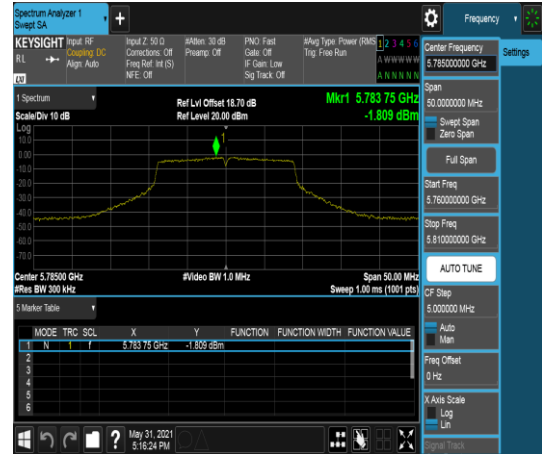 Spectrum Analyzer 1
Swept SA
+
Frequency
KEYSIGHT
RL
LXI
Input: RF
Coupling: DC
Align: Auto
Input Z: 50 Ω
Corrections: Off
Freq Ref: Int (S)
NFE: Off
#Atten: 30 dB
Preamp: Off
PNO: Fast
Gate: Off
IF Gain: Low
Sig Track: Off
#Avg Type: Power (RMS
Trig: Free Run
1 2 3 4 5 6
A W W W W W
A N N N N N
Center Frequency
5.785000000 GHz
Settings
Span
50.0000000 MHz
Swept Span
Zero Span
Full Span
Start Freq
5.760000000 GHz
Stop Freq
5.810000000 GHz
AUTO TUNE
CF Step
5.000000 MHz
Auto
Man
Freq Offset
0 Hz
X Axis Scale
Log
Lin
Signal Track
1 Spectrum
Scale/Div 10 dB
Ref Lvl Offset 18.70 dB
Ref Level 20.00 dBm
Mkr1 5.783 75 GHz
-1.809 dBm
Log
1
10.0
0.00
-10.0
-20.0
-30.0
-40.0
-50.0
-60.0
-70.0
Center 5.78500 GHz
#Res BW 300 kHz
#Video BW 1.0 MHz
Span 50.00 MHz
Sweep 1.00 ms (1001 pts)
5 Marker Table
MODE TRC SCL X Y FUNCTION FUNCTION WIDTH FUNCTION VALUE
1 N 1 f 5.783 75 GHz -1.809 dBm
2
3
4
5
6
?
May 31, 2021
5:16:24 PM